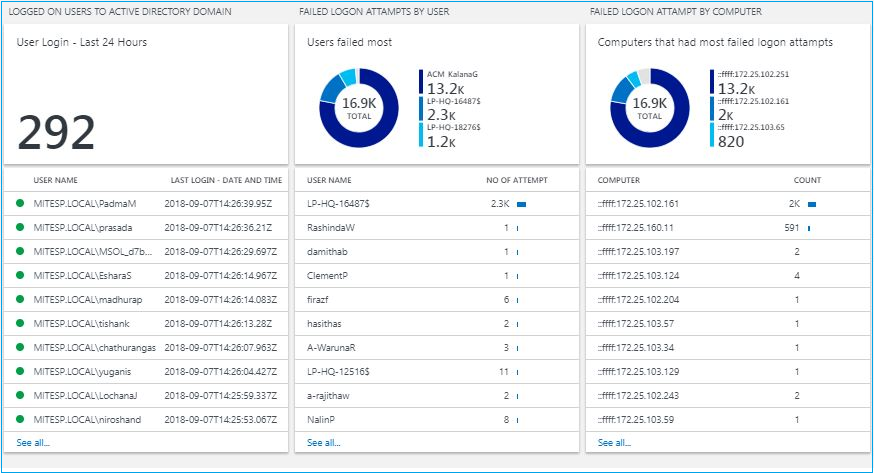 LOGGED ON USERS TO ACTIVE DIRECTORY DOMAIN
User Login - Last 24 Hours
292
USER NAME LAST LOGIN - DATE AND TIME
MITESP.LOCAL\PadmaM 2018-09-07T14:26:39.95Z
MITESP.LOCAL\prasada 2018-09-07T14:26:36.21Z
MITESP.LOCAL\MSOL_d7b... 2018-09-07T14:26:29.697Z
MITESP.LOCAL\EsharaS 2018-09-07T14:26:14.967Z
MITESP.LOCAL\madhurap 2018-09-07T14:26:14.083Z
MITESP.LOCAL\tishank 2018-09-07T14:26:13.28Z
MITESP.LOCAL\chathurangas 2018-09-07T14:26:07.963Z
MITESP.LOCAL\yuganis 2018-09-07T14:26:04.427Z
MITESP.LOCAL\LochanaJ 2018-09-07T14:25:59.337Z
MITESP.LOCAL\niroshand 2018-09-07T14:25:53.067Z
See all...
FAILED LOGON ATTAMPTS BY USER
Users failed most
16.9K
TOTAL
ACM KalanaG
13.2K
LP-HQ-16487$
2.3K
LP-HQ-18276$
1.2K
USER NAME NO OF ATTEMPT
LP-HQ-16487$ 2.3K
RashindaW 1
damithab 1
ClementP 1
firazf 6
hasithas 2
A-WarunaR 3
LP-HQ-12516$ 11
a-rajithaw 2
NalinP 8
See all...
FAILED LOGON ATTAMPT BY COMPUTER
Computers that had most failed logon attampts
16.9K
TOTAL
::ffff:172.25.102.251
13.2K
::ffff:172.25.102.161
2K
::ffff:172.25.103.65
820
COMPUTER COUNT
::ffff:172.25.102.161 2K
::ffff:172.25.160.11 591
::ffff:172.25.103.197 2
::ffff:172.25.103.124 4
::ffff:172.25.102.204 1
::ffff:172.25.103.57 1
::ffff:172.25.103.34 1
::ffff:172.25.103.129 1
::ffff:172.25.102.243 2
::ffff:172.25.103.59 1
See all...